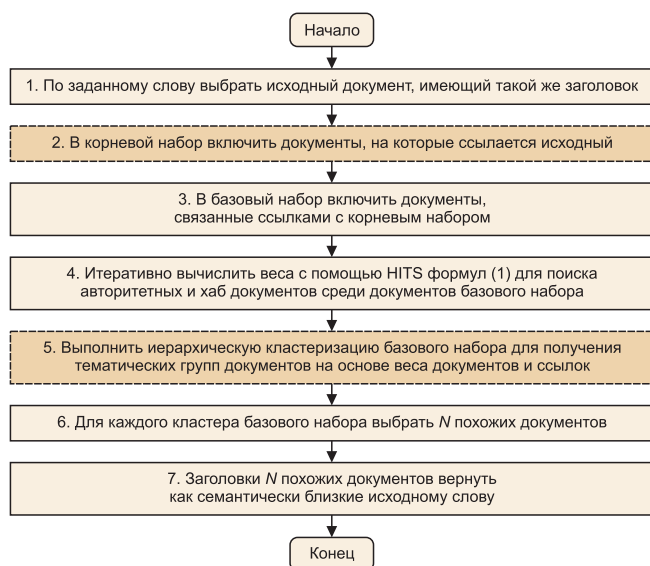 Начало
1. По заданному слову выбрать исходный документ, имеющий такой же заголовок
2. В корневой набор включить документы, на которые ссылается исходный
3. В базовый набор включить документы,
связанные ссылками с корневым набором
4. Итеративно вычислить веса с помощью HITS формул (1) для поиска
авторитетных и хаб документов среди документов базового набора
5. Выполнить иерархическую кластеризацию базового набора для получения
тематических групп документов на основе веса документов и ссылок
6. Для каждого кластера базового набора выбрать N похожих документов
7. Заголовки N похожих документов вернуть
как семантически близкие исходному слову
Конец